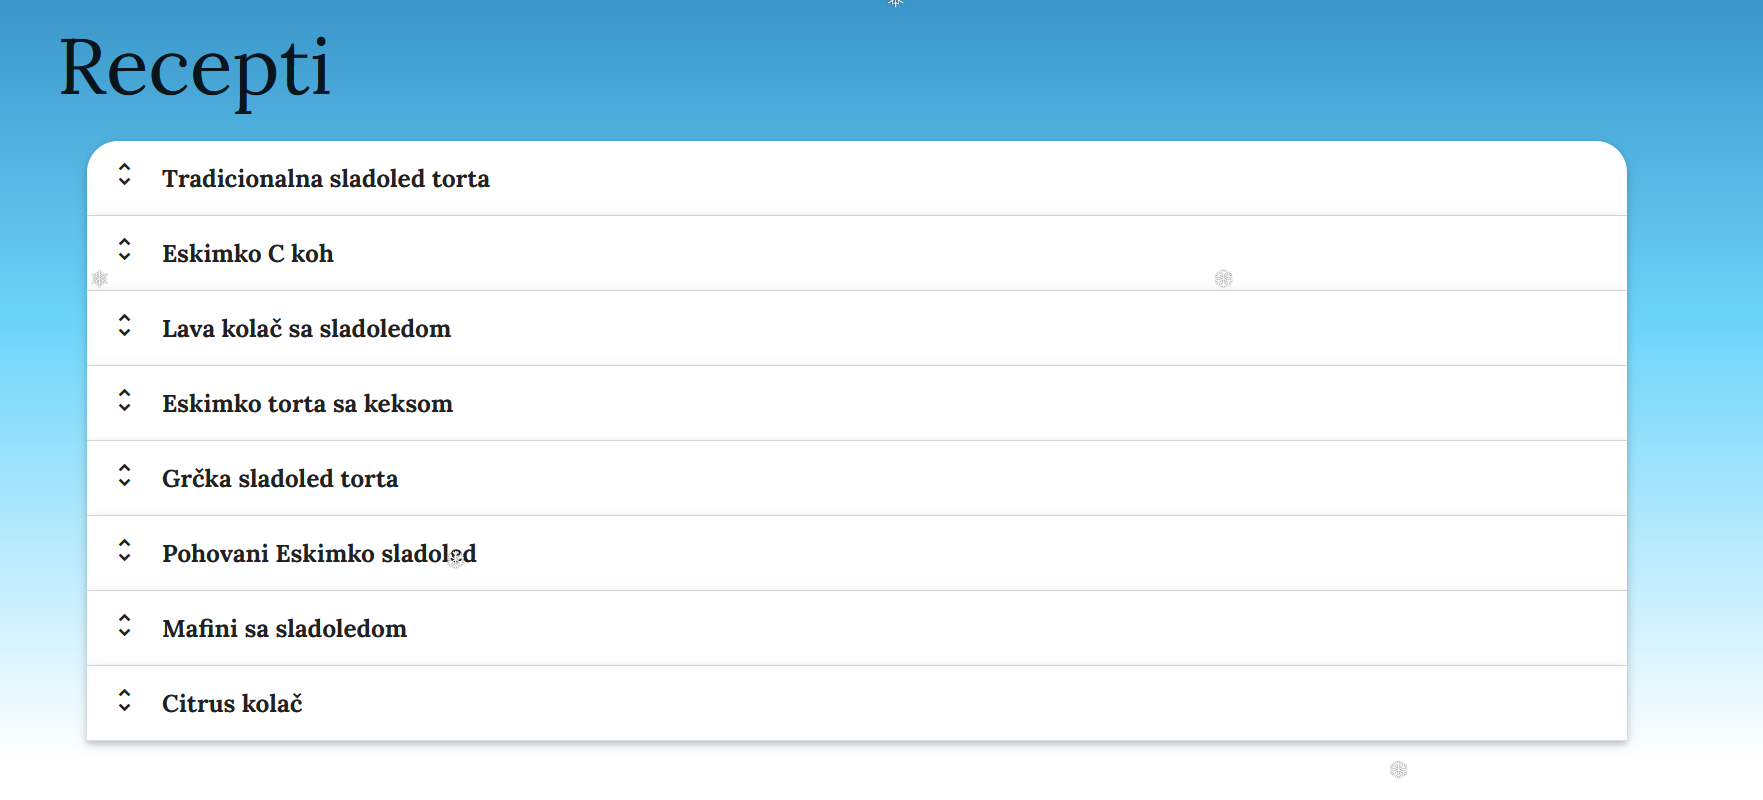 Recepti
Tradicionalna sladoled torta
Eskimko C koh
Lava kolač sa sladoledom
Eskimko torta sa keksom
Grčka sladoled torta
Pohovani Eskimko sladoled
Mafini sa sladoledom
Citrus kolač